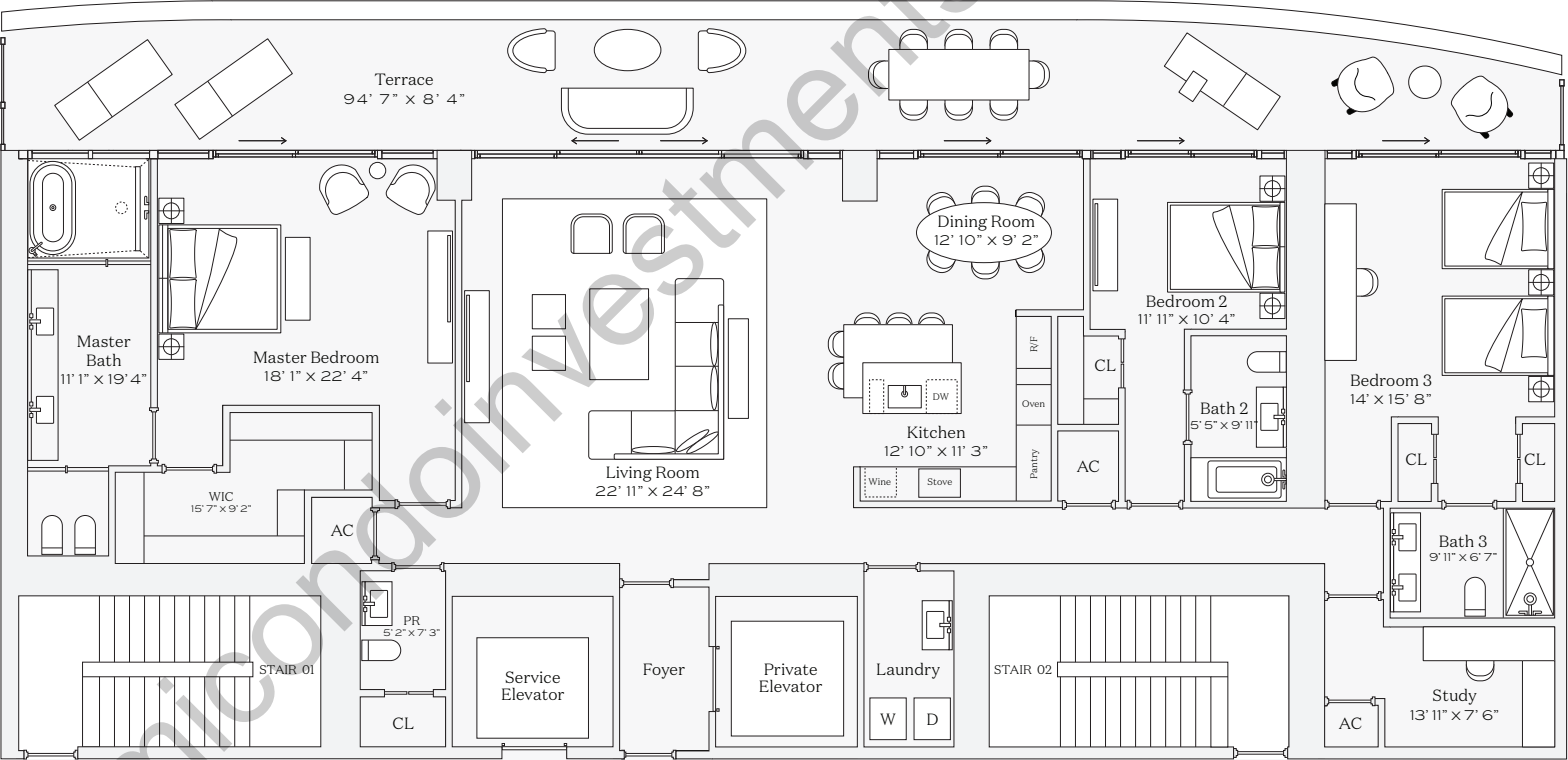 Terrace
94’ 7” X 8’ 4”
Dining Room
12’ 10” X 9’ 2”
Bedroom 2
11’ 11” X 10’ 4”
Master
Bath
11’ 1” X 19’ 4”
Master Bedroom
18’ 1” X 22’ 4”
R/F
CL
Bedroom 3
14’ X 15’ 8”
DW
Oven
Bath 2
5’ 5” X 9’ 11”
Kitchen
12’ 10” X 11’ 3”
Living Room
22’ 11” X 24’ 8”
Pantry
AC
CL
CL
Wine
Stove
WIC
15’ 7” X 9’ 2”
AC
Bath 3
9’ 11” X 6’ 7”
PR
5’ 2” X 7’ 3”
STAIR 01
Service
Elevator
Foyer
Private
Elevator
Laundry
STAIR 02
Study
13’ 11” X 7’ 6”
CL
W
D
AC
micondoinvestments